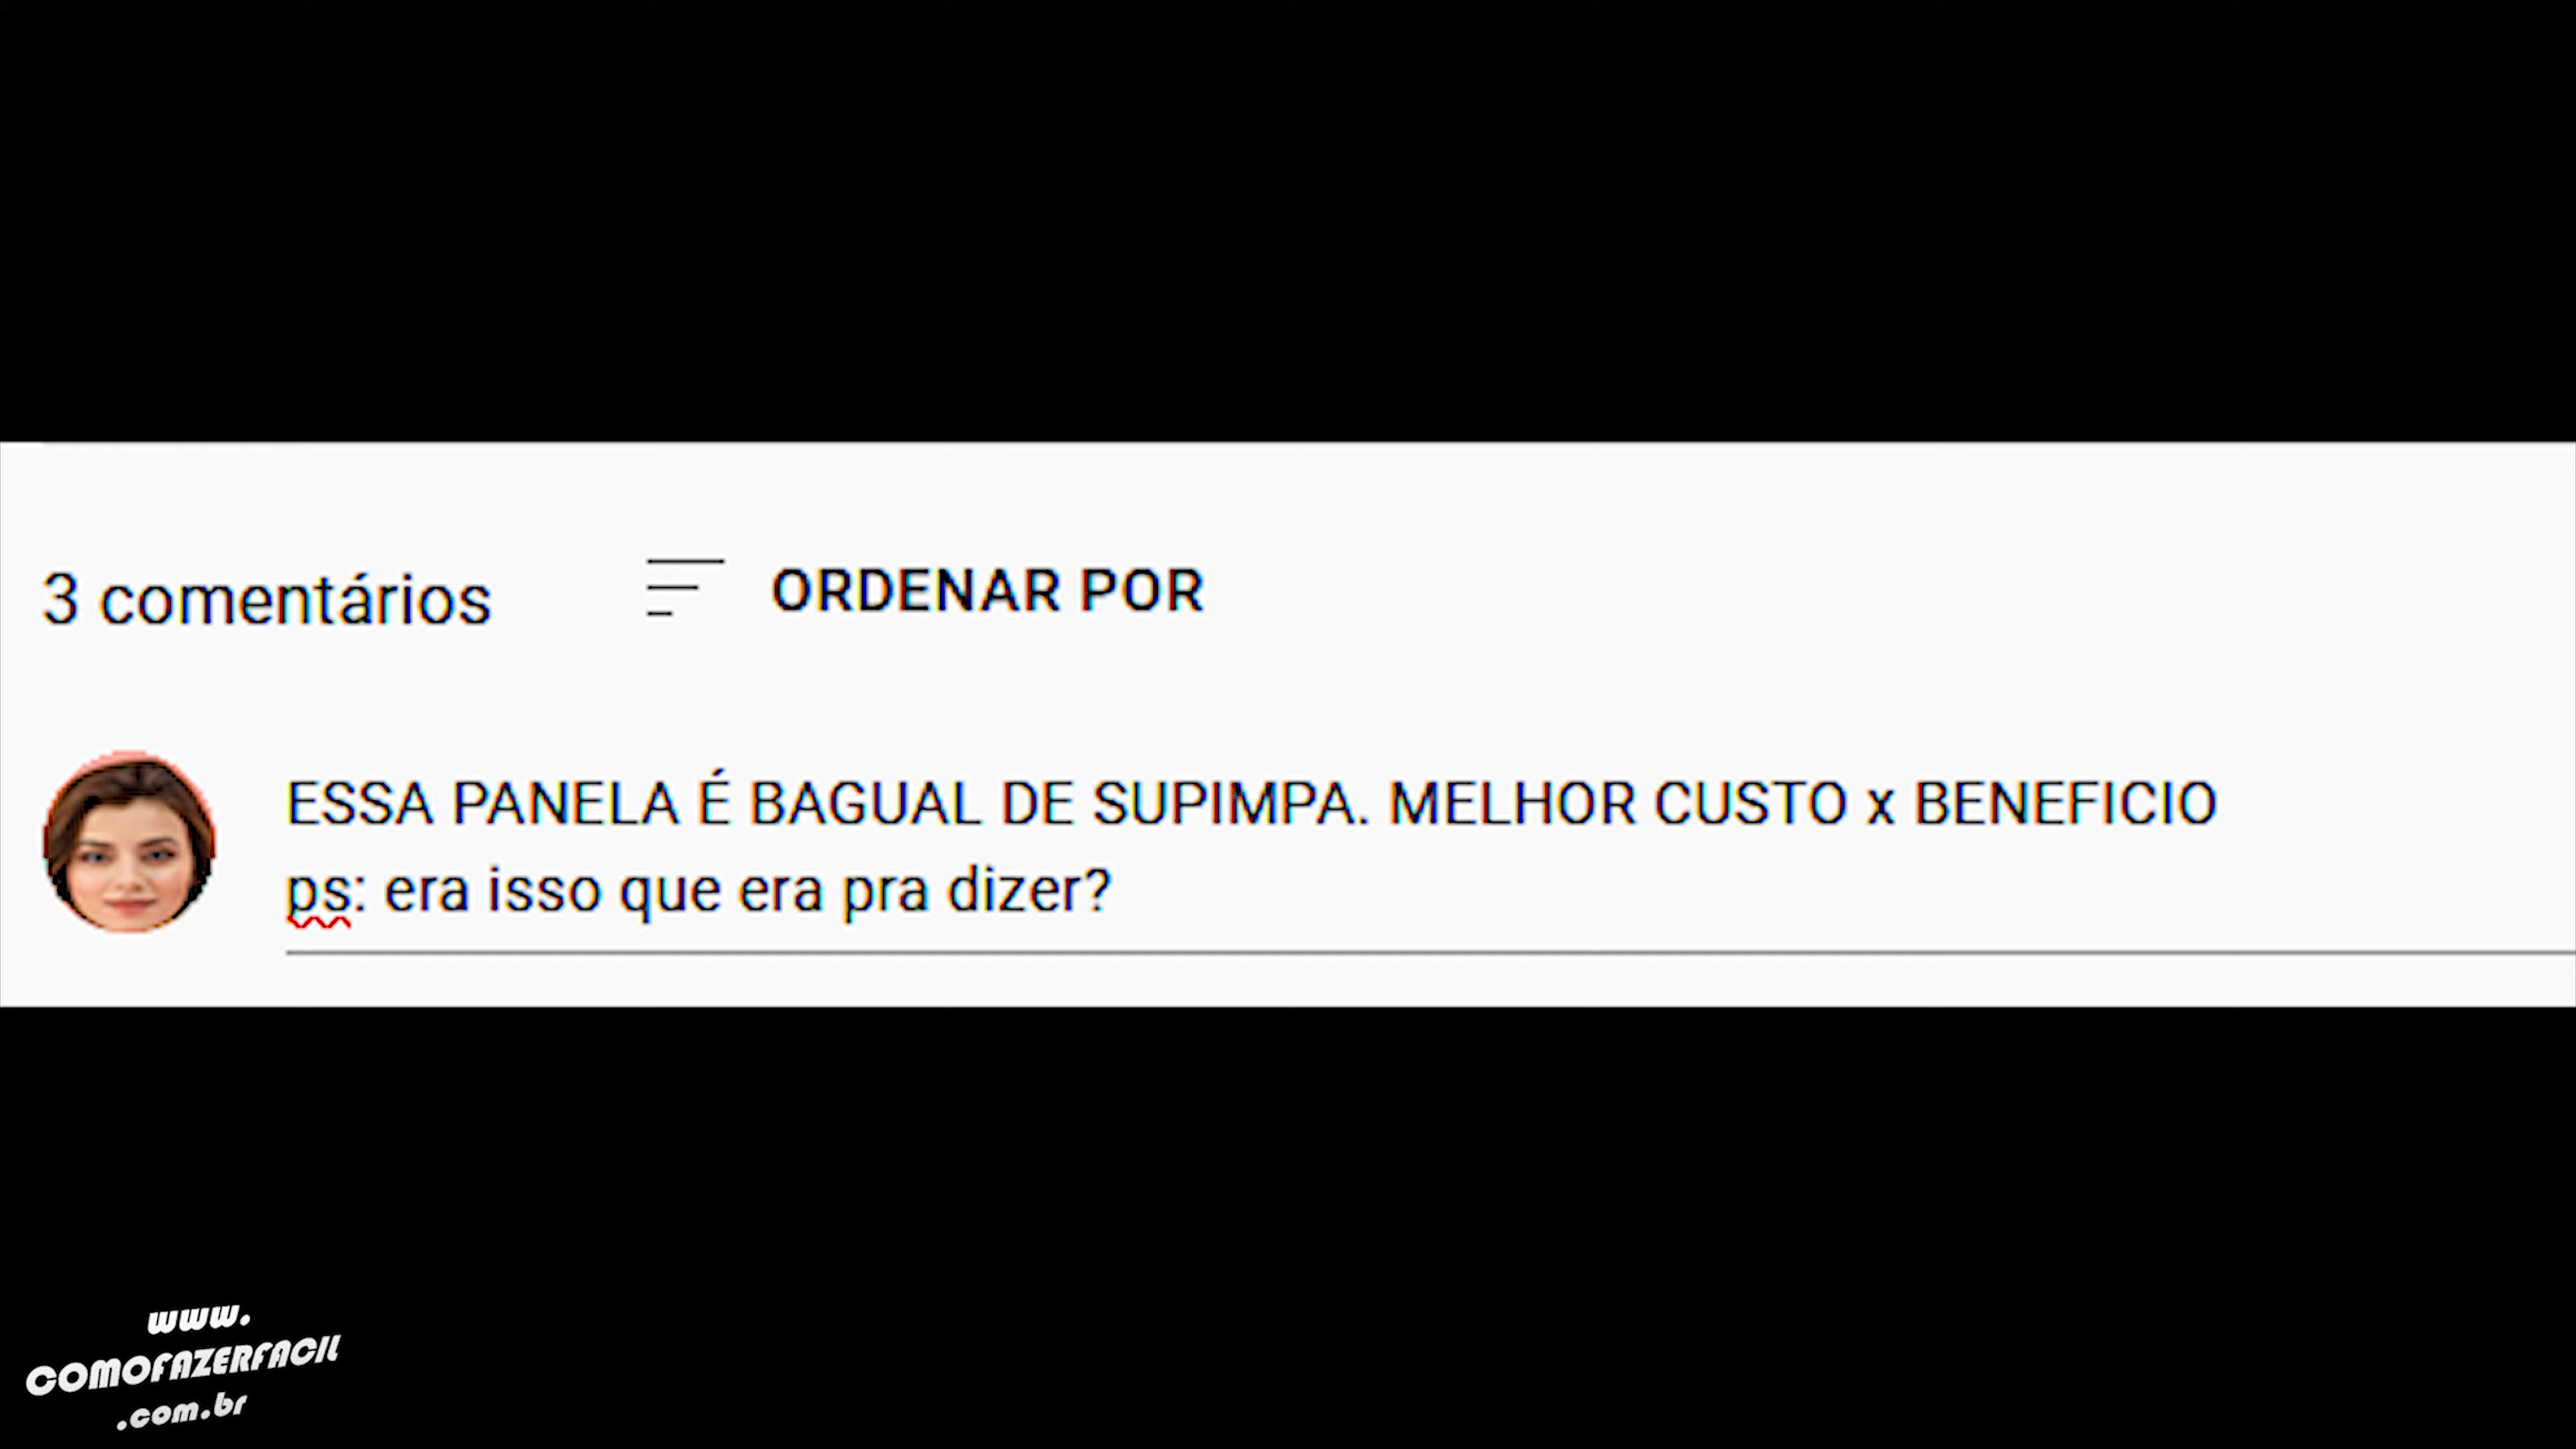 3 comentários
ORDENAR POR
ESSA PANELA É BAGUAL DE SUPIMPA. MELHOR CUSTO x BENEFICIO
ps: era isso que era pra dizer?
www.
COMOFAZERFACIL
.com.br